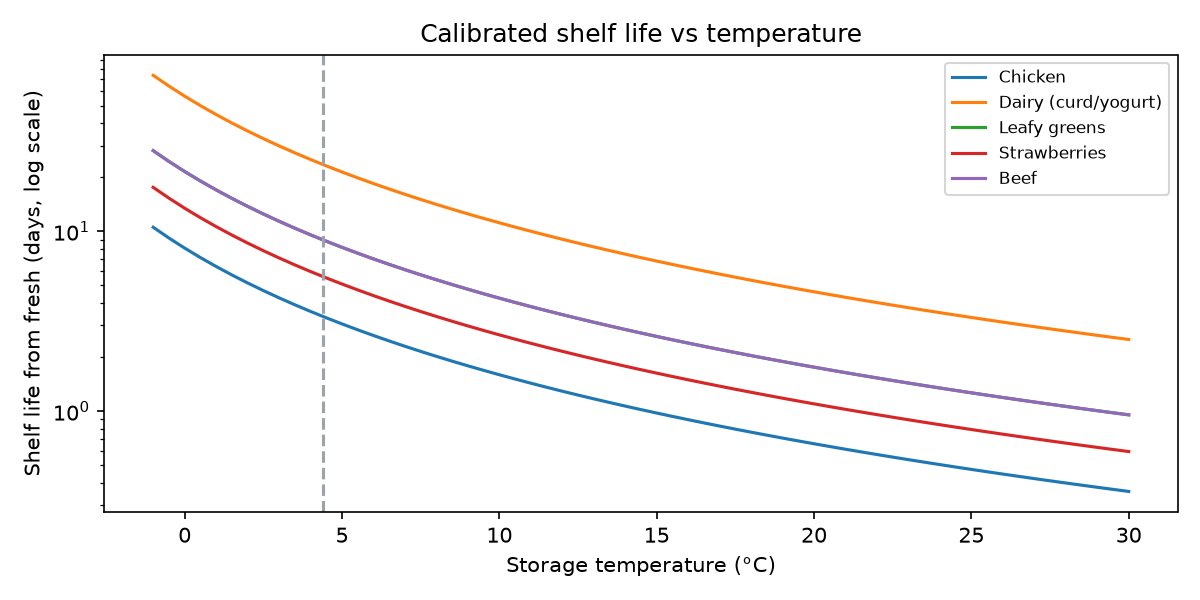 Calibrated shelf life vs temperature
Shelf life from fresh (days, log scale)
10¹
10⁰
Chicken
Dairy (curd/yogurt)
Leafy greens
Strawberries
Beef
0 5 10 15 20 25 30
Storage temperature (°C)